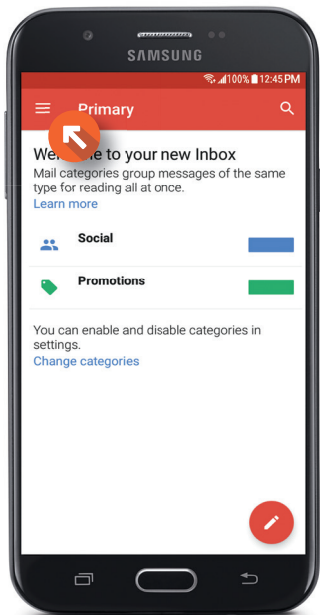 SAMSUNG
100% 12:45 PM
Primary
to your new Inbox
Mail categories group messages of the same
type for reading all at once.
Learn more
Social
Promotions
You can enable and disable categories in
settings.
Change categories